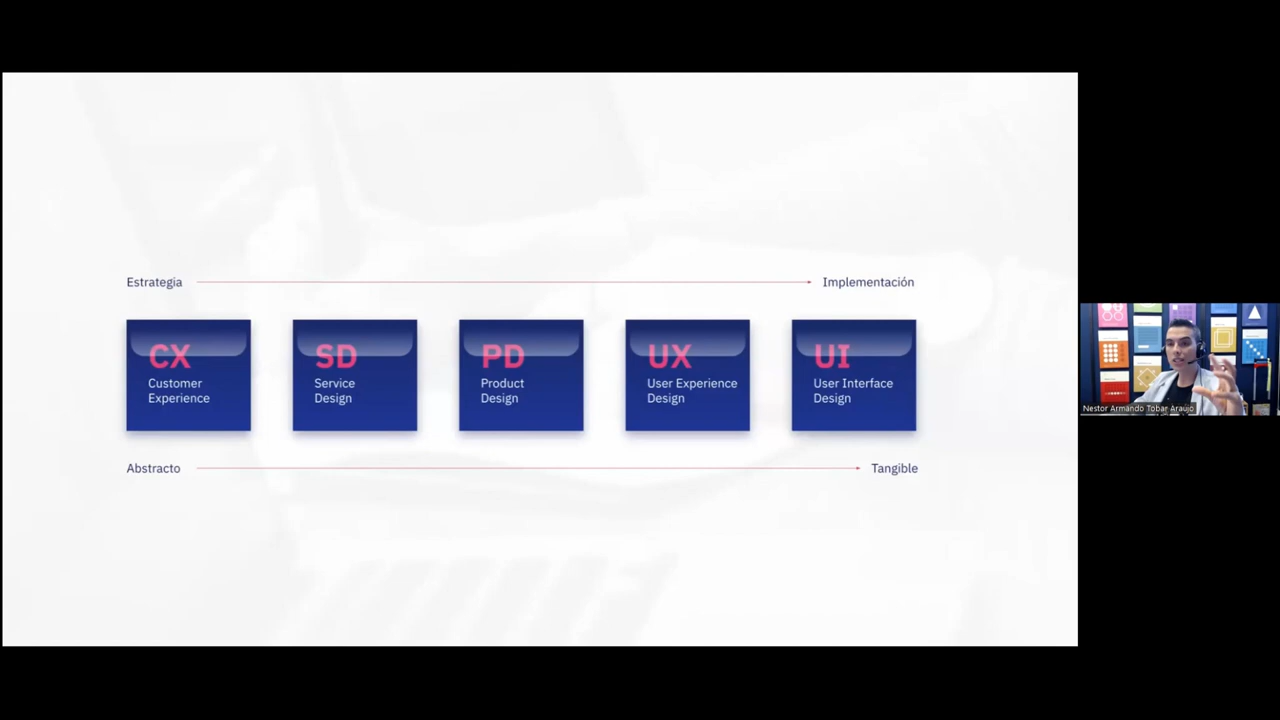 Estrategia
Implementación
CX
Customer
Experience
SD
Service
Design
PD
Product
Design
UX
User Experience
Design
UI
User Interface
Design
Abstracto
Tangible
Nestor Armando Tobar Araujo